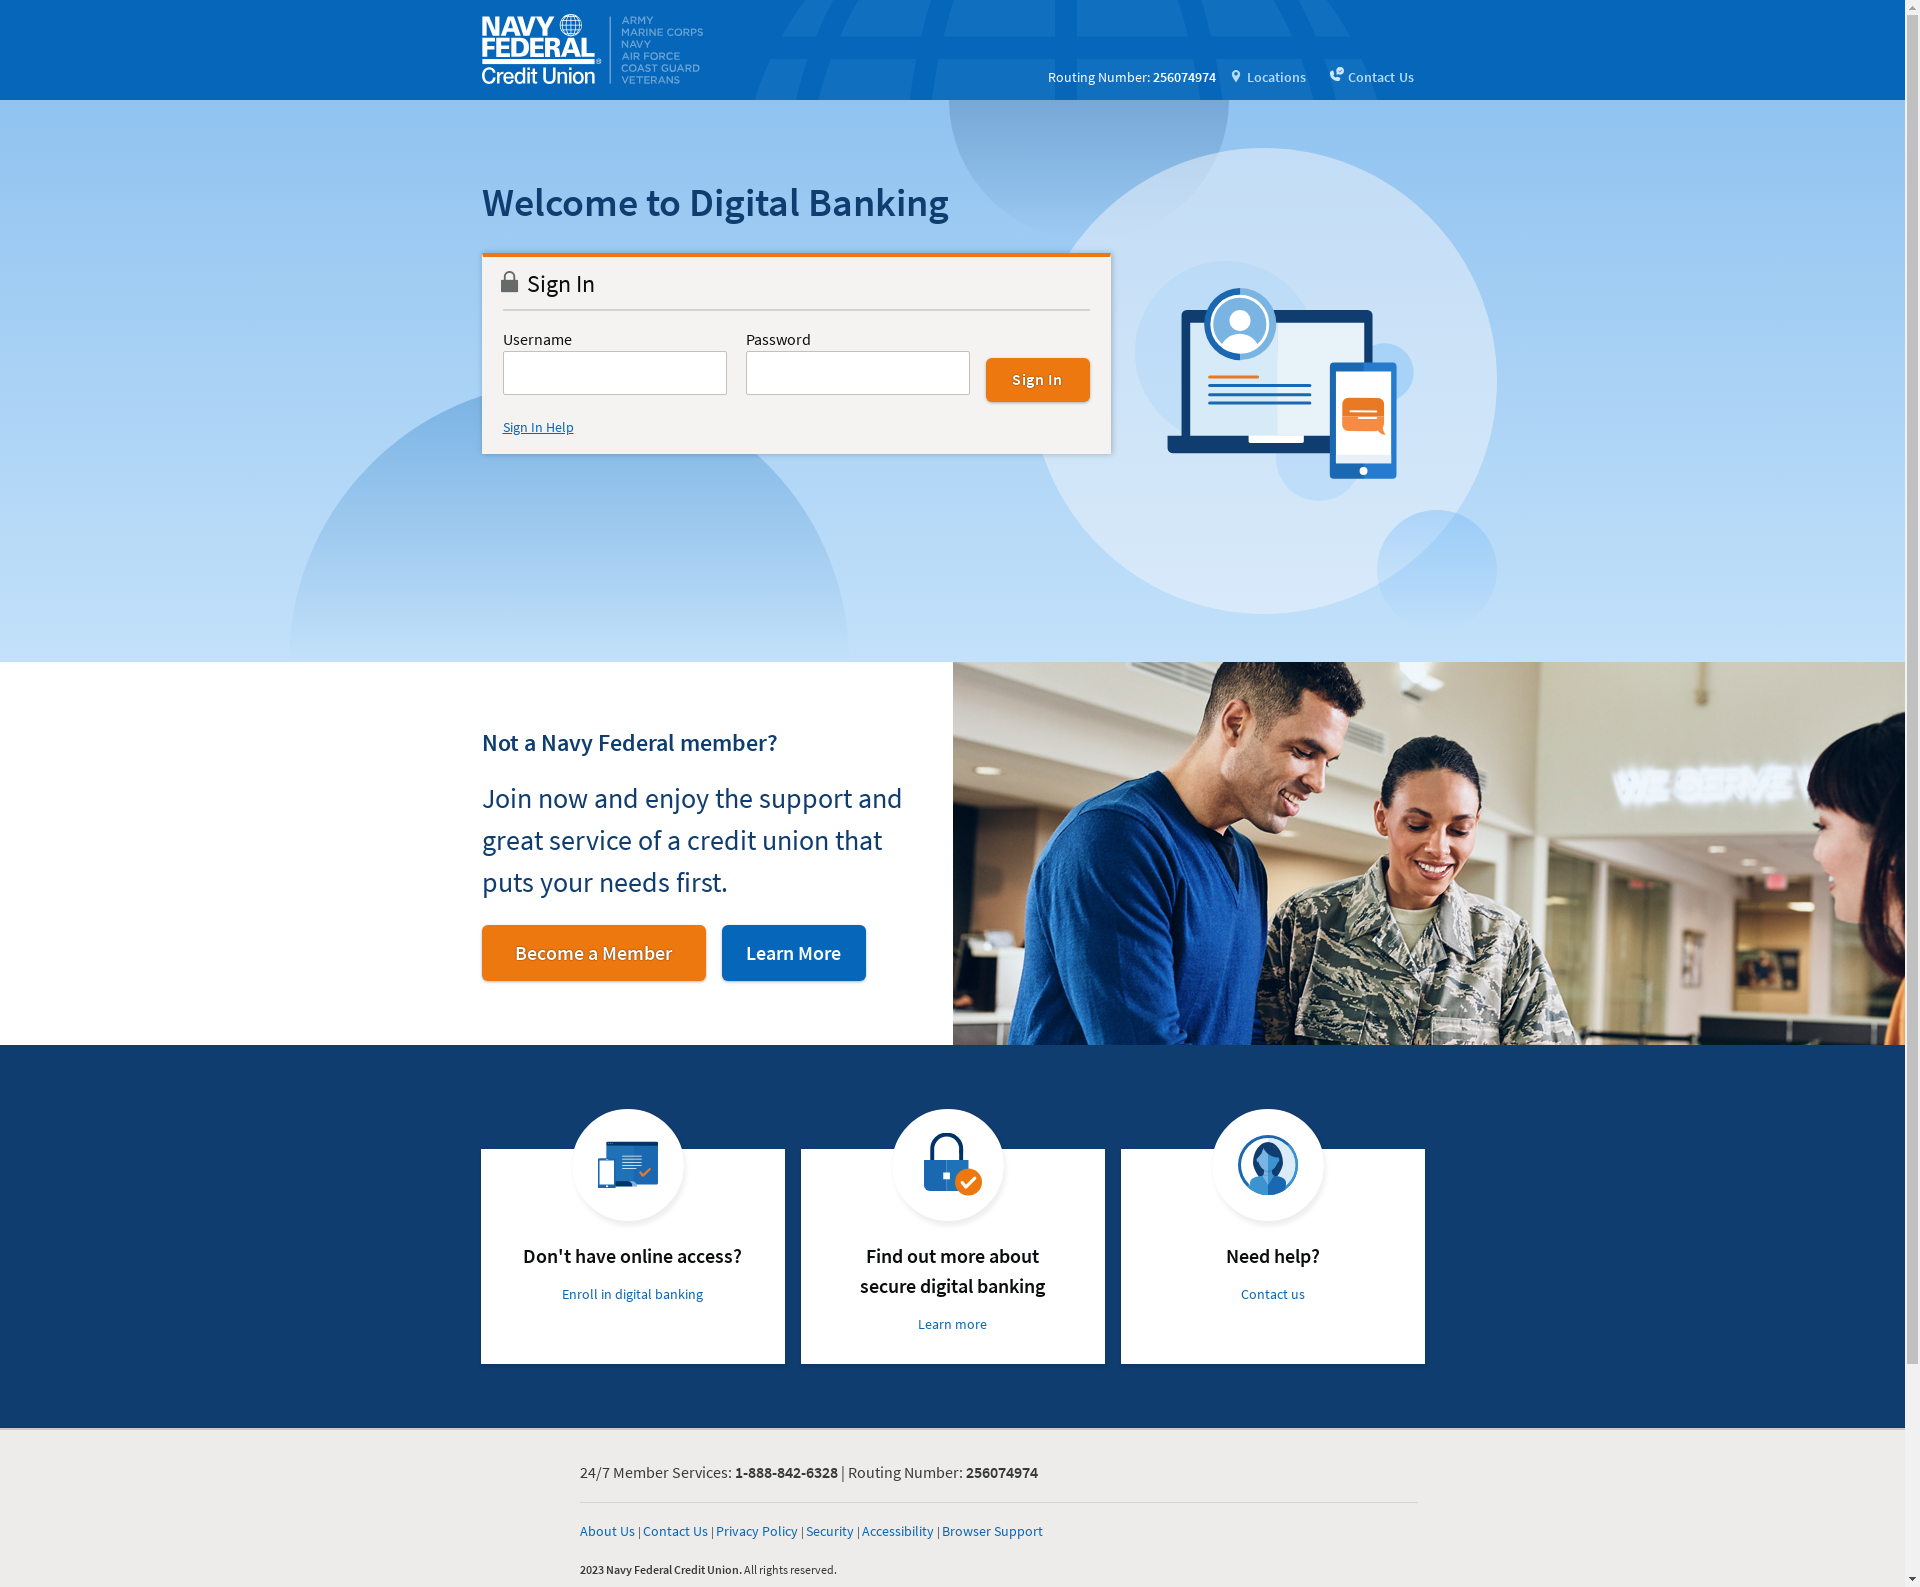 NAVY
FEDERAL®
Credit Union
ARMY
MARINE CORPS
NAVY
AIR FORCE
COAST GUARD
VETERANS
Routing Number: 256074974 Locations Contact Us
Welcome to Digital Banking
Sign In
Username Password
Sign In
Sign In Help
Not a Navy Federal member?
Join now and enjoy the support and
great service of a credit union that
puts your needs first.
Become a Member Learn More
WE SERVE
Don't have online access?
Enroll in digital banking
Find out more about
secure digital banking
Learn more
Need help?
Contact us
24/7 Member Services: 1-888-842-6328 | Routing Number: 256074974
About Us | Contact Us | Privacy Policy | Security | Accessibility | Browser Support
2023 Navy Federal Credit Union. All rights reserved.